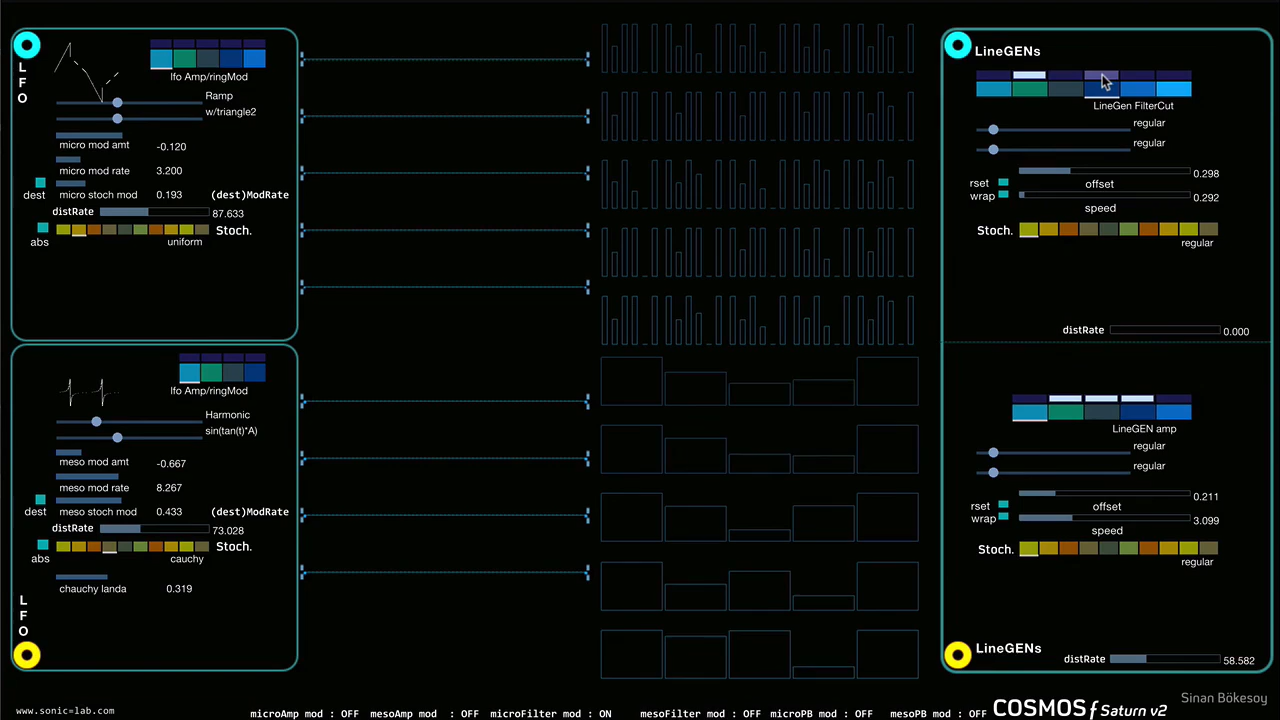 LFO
lfo Amp/ringMod
Ramp
w/triangle2
micro mod amt -0.120
micro mod rate 3.200
micro stoch mod 0.193 (dest)ModRate
dest
distRate 87.633
Stoch.
abs
uniform
lfo Amp/ringMod
Harmonic
sin(tan(t)*A)
meso mod amt -0.667
meso mod rate 8.267
meso stoch mod 0.433 (dest)ModRate
dest
distRate 73.028
Stoch.
abs
cauchy
chauchy landa 0.319
LFO
LineGENs
LineGen FilterCut
regular
regular
0.298
rset offset
wrap 0.292
speed
Stoch.
regular
distRate 0.000
LineGEN amp
regular
regular
0.211
rset offset
wrap 3.099
speed
Stoch.
regular
LineGENs
distRate 58.582
www.sonic-lab.com
microAmp mod : OFF mesoAmp mod : OFF microFilter mod : ON mesoFilter mod : OFF microPB mod : OFF mesoPB mod : OFF
Sinan Bökesoy
COSMOS f Saturn v2